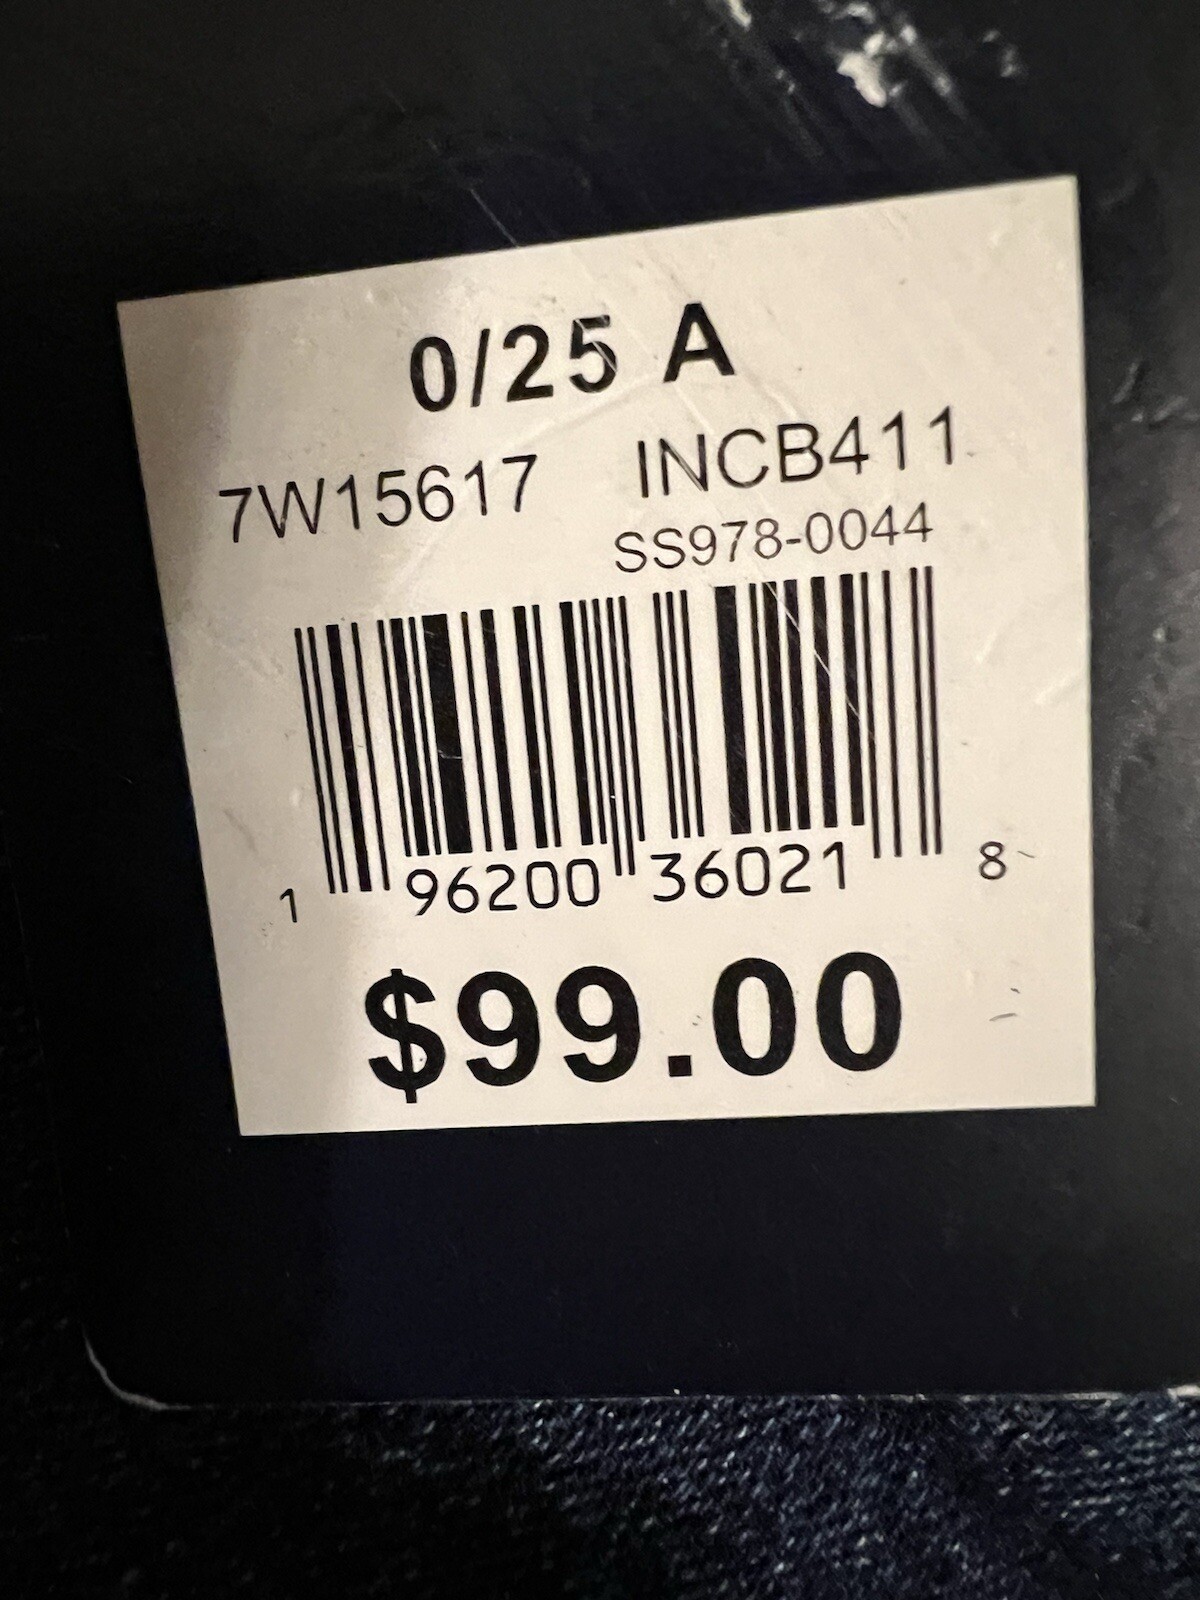 0/25 A
7W15617 INCB411
SS978-0044
1 96200 36021 8
$99.00